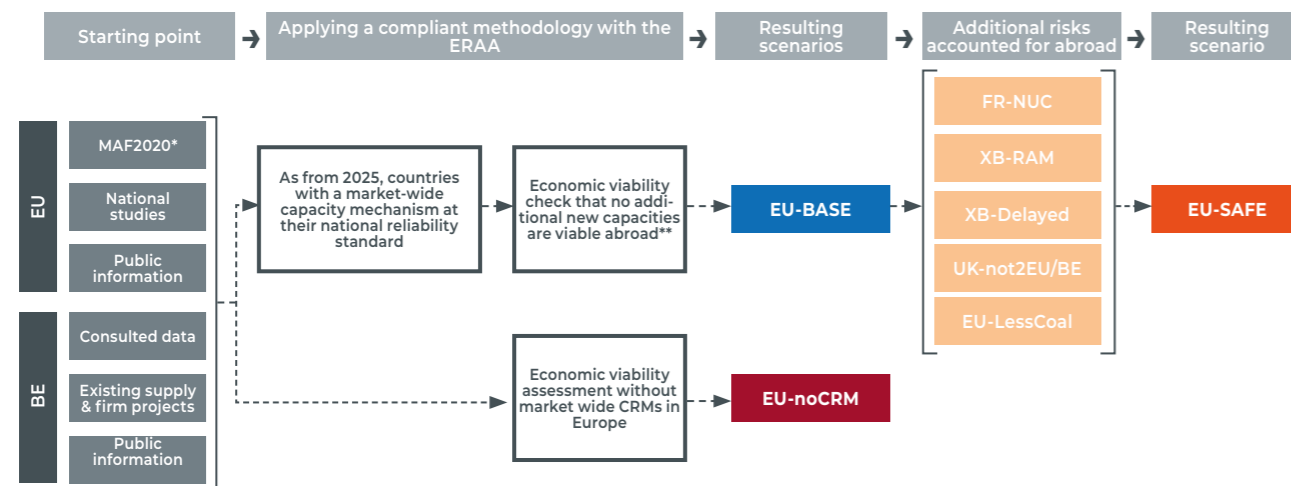 Starting point
Applying a compliant methodology with the
ERAA
Resulting
scenarios
Additional risks
accounted for abroad
Resulting
scenario
EU
MAF2020*
National
studies
Public
information
BE
Consulted data
Existing supply
& firm projects
Public
information
As from 2025, countries
with a market-wide
capacity mechanism at
their national reliability
standard
Economic viability
check that no addi-
tional new capacities
are viable abroad**
EU-BASE
Economic viability
assessment without
market wide CRMs in
Europe
EU-noCRM
FR-NUC
XB-RAM
XB-Delayed
UK-not2EU/BE
EU-LessCoal
EU-SAFE